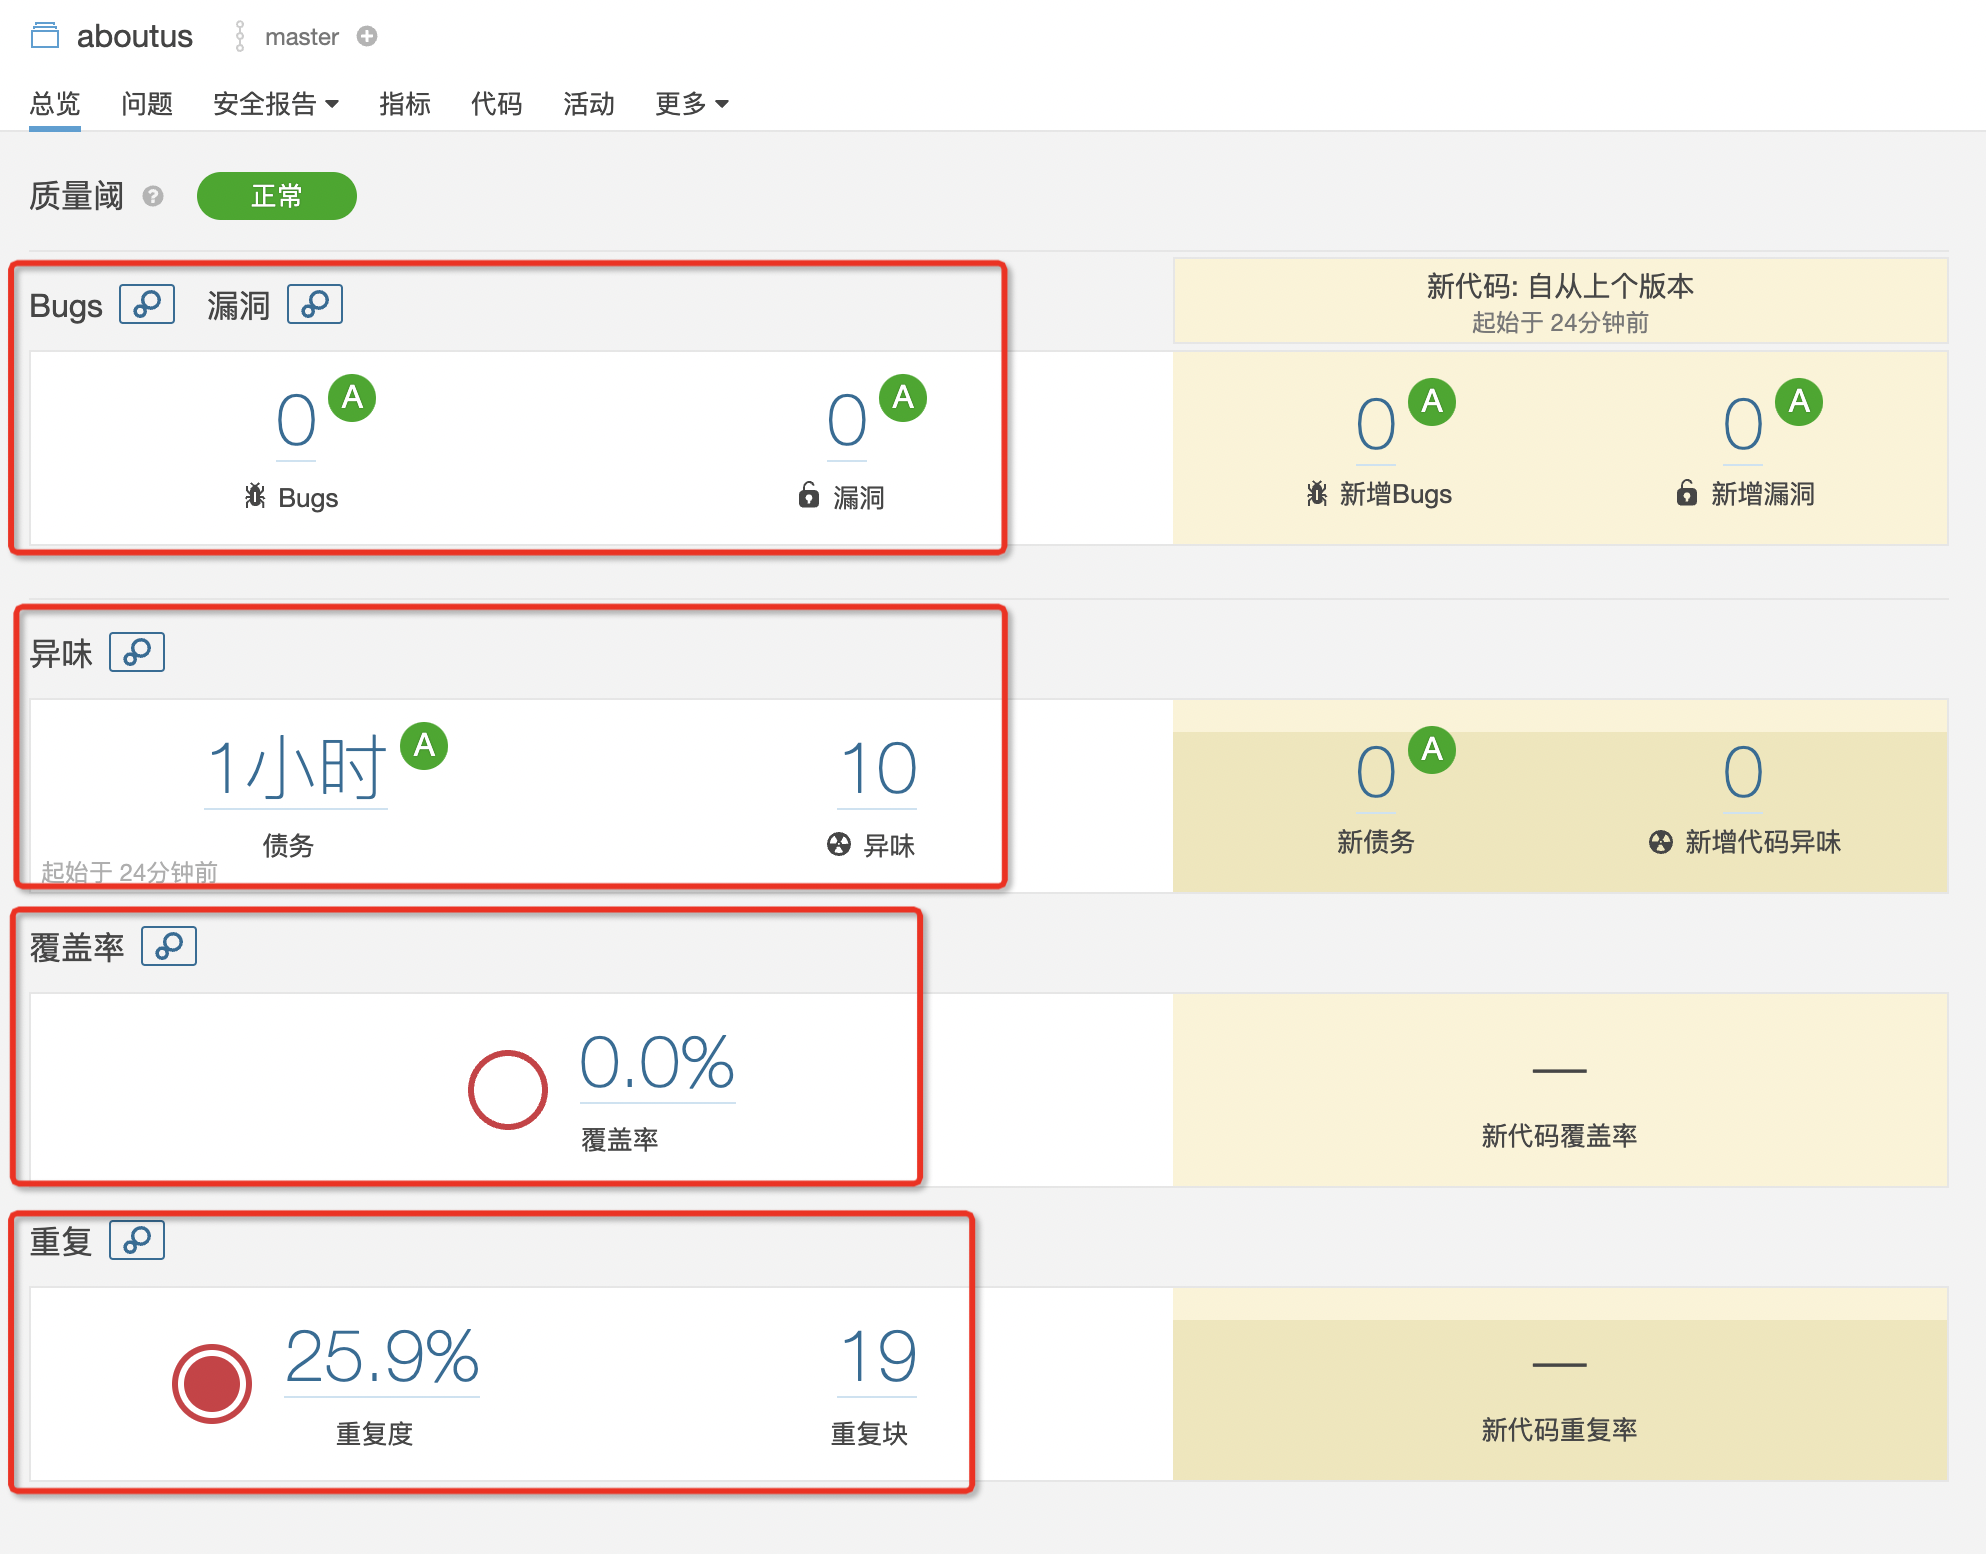 aboutus master
总览 问题 安全报告 指标 代码 活动 更多
质量阈 ? 正常
Bugs 漏洞
新代码: 自从上个版本
起始于 24分钟前
0 A 0 A 0 A 0 A
Bugs 漏洞 新增Bugs 新增漏洞
异味
1小时 A 10 0 A 0
债务 异味 新债务 新增代码异味
起始于 24分钟前
覆盖率
0.0% —
覆盖率 新代码覆盖率
重复
25.9% 19 —
重复度 重复块 新代码重复率